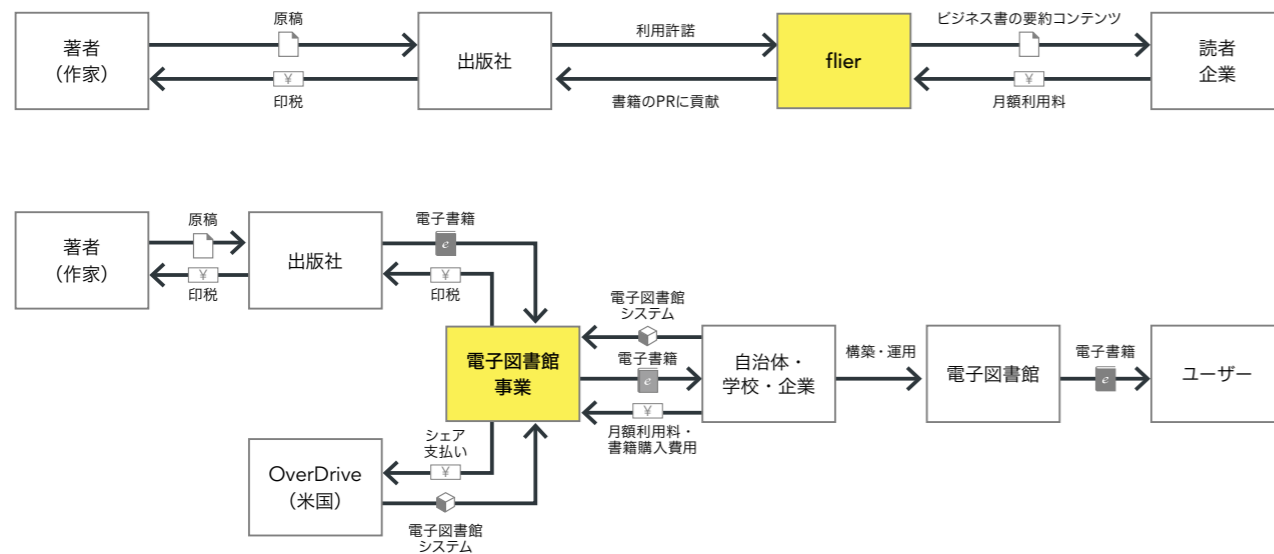 原稿
著者
（作家）
¥
印税
出版社
利用許諾
書籍のPRに貢献
flier
ビジネス書の要約コンテンツ
¥
月額利用料
読者
企業
著者
（作家）
原稿
¥
印税
出版社
電子書籍
e
¥
印税
電子図書館
事業
電子図書館
システム
電子書籍
e
¥
月額利用料・
書籍購入費用
自治体・
学校・企業
構築・運用
電子図書館
電子書籍
e
ユーザー
シェア
支払い
¥
OverDrive
（米国）
電子図書館
システム